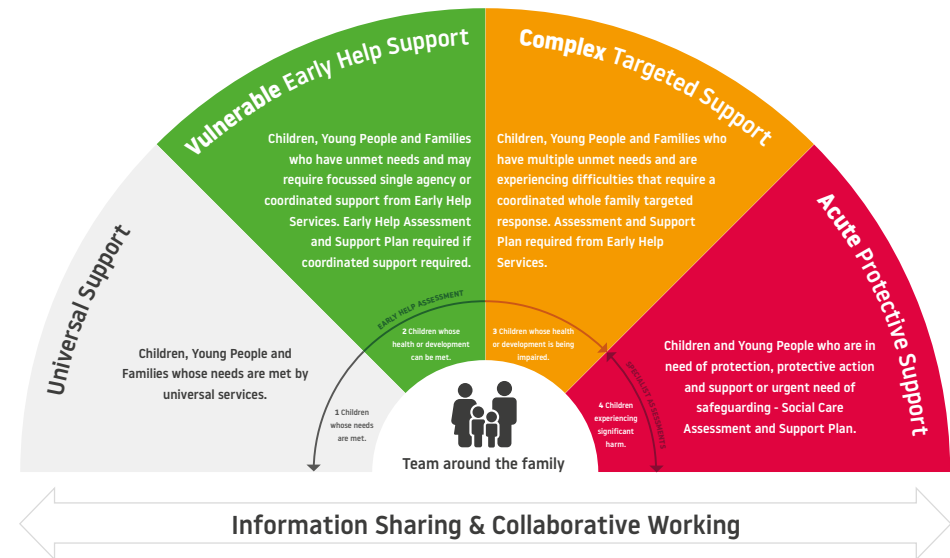 Universal Support
Children, Young People and
Families whose needs are met by
universal services.
1 Children
whose needs
are met.
Vulnerable Early Help Support
Children, Young People and Families
who have unmet needs and may
require focussed single agency or
coordinated support from Early Help
Services. Early Help Assessment
and Support Plan required if
coordinated support required.
EARLY HELP ASSESSMENT
2 Children whose
health or development
can be met.
Complex Targeted Support
Children, Young People and Families who
have multiple unmet needs and are
experiencing difficulties that require a
coordinated whole family targeted
response. Assessment and Support
Plan required from Early Help
Services.
3 Children whose health
or development is being
impaired.
Acute Protective Support
Children and Young People who are in
need of protection, protective action
and support or urgent need of
safeguarding - Social Care
Assessment and Support Plan.
SPECIALIST ASSESSMENTS
4 Children
experiencing
significant
harm.
Team around the family
Information Sharing & Collaborative Working